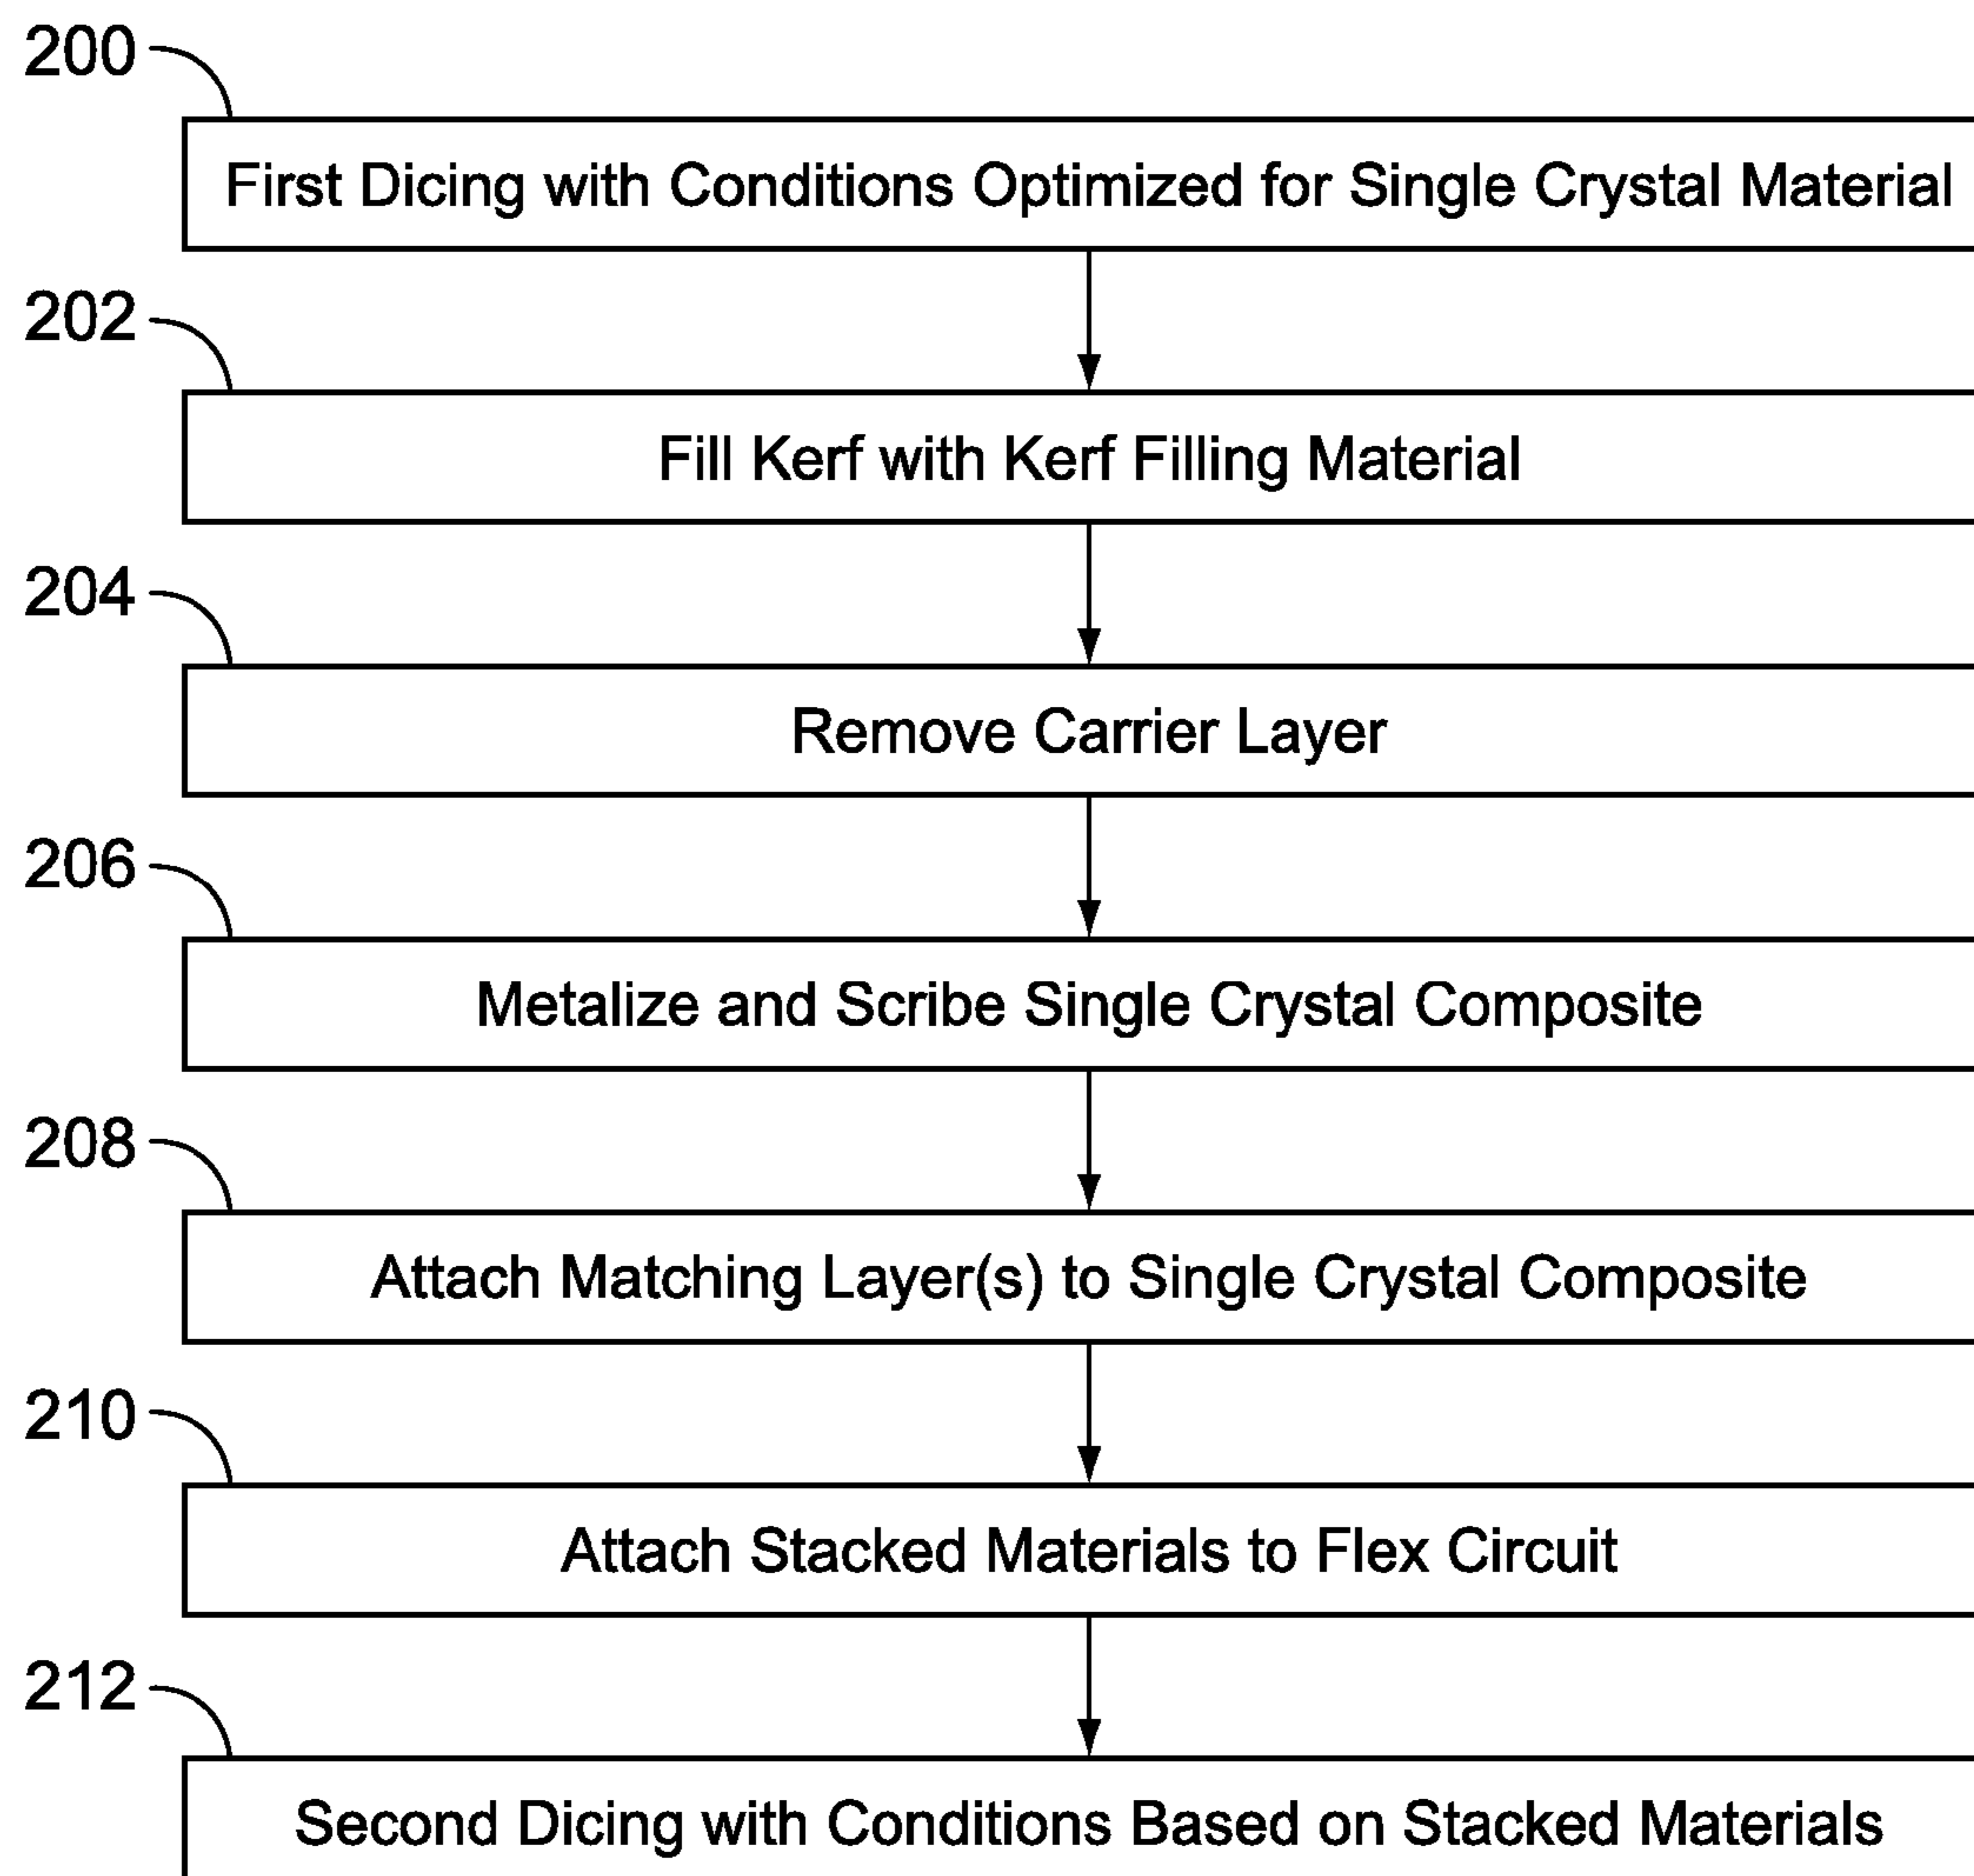 200
First Dicing with Conditions Optimized for Single Crystal Material
202
Fill Kerf with Kerf Filling Material
204
Remove Carrier Layer
206
Metalize and Scribe Single Crystal Composite
208
Attach Matching Layer(s) to Single Crystal Composite
210
Attach Stacked Materials to Flex Circuit
212
Second Dicing with Conditions Based on Stacked Materials